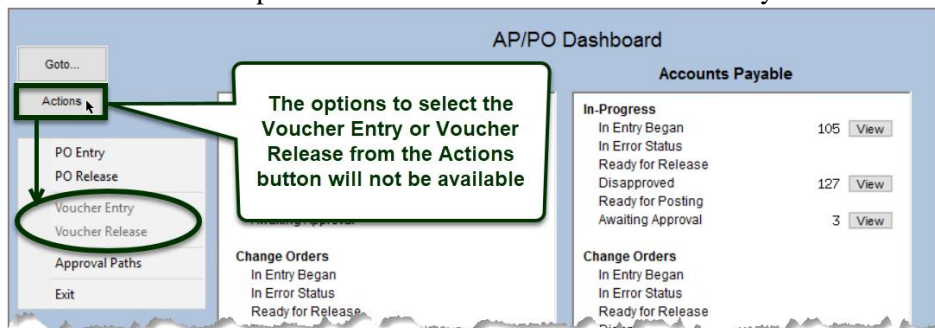 AP/PO Dashboard
Goto...
Actions
PO Entry
PO Release
Voucher Entry
Voucher Release
Approval Paths
Exit
The options to select the
Voucher Entry or Voucher
Release from the Actions
button will not be available
Change Orders
In Entry Began
In Error Status
Ready for Release
Accounts Payable
In-Progress
In Entry Began 105 View
In Error Status
Ready for Release
Disapproved 127 View
Ready for Posting
Awaiting Approval 3 View
Change Orders
In Entry Began
In Error Status
Ready for Release